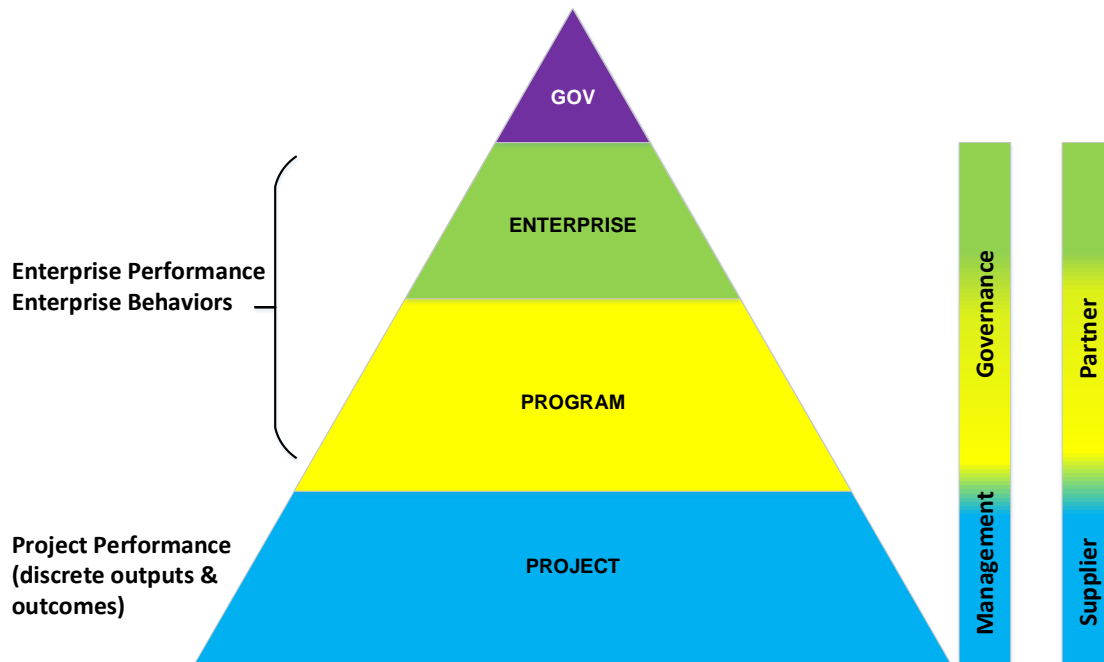 GOV
ENTERPRISE
Enterprise Performance
Enterprise Behaviors
PROGRAM
PROJECT
Project Performance
(discrete outputs &
outcomes)
Governance
Management
Partner
Supplier